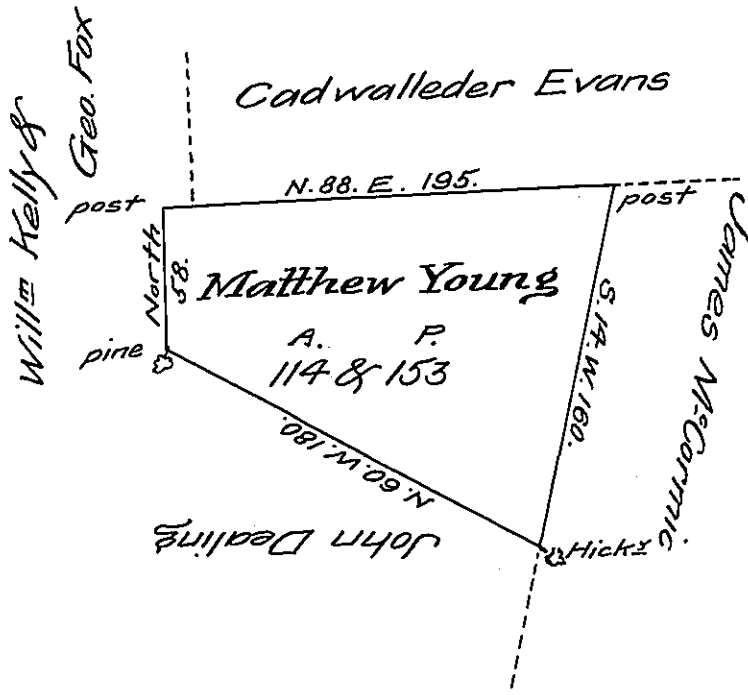 Willm Kelly &
Geo. Fox
Cadwalleder Evans
post
N. 88. E. 195.
post
North
58.
Matthew Young
A. P.
114 & 153
pine
S. 14. W. 160.
James McCormic.
N. 60. W. 180.
John Dealing
Hicky